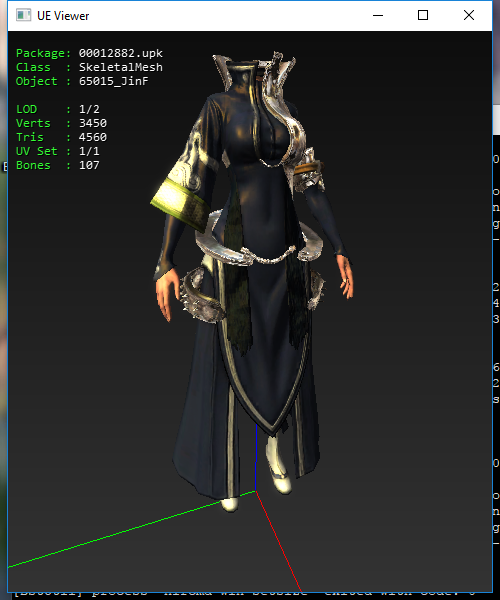 UE Viewer
Package: 00012882.upk
Class : SkeletalMesh
Object : 65015_JinF
LOD : 1/2
Verts : 3450
Tris : 4560
UV Set : 1/1
Bones : 107